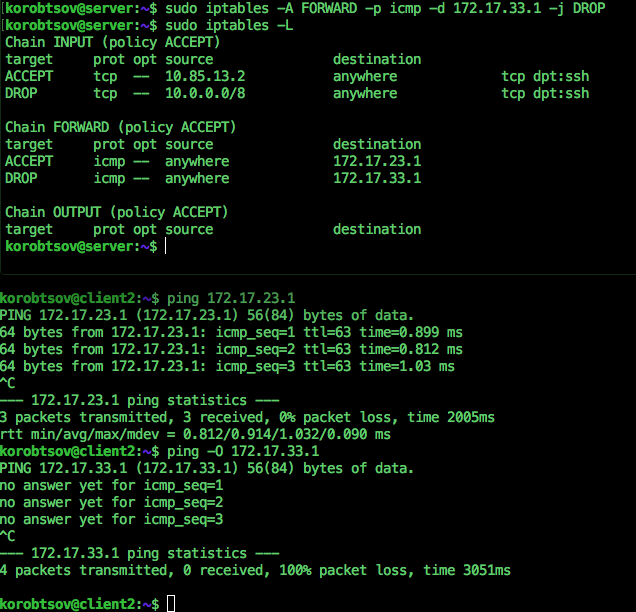 korobtsov@server:~$ sudo iptables -A FORWARD -p icmp -d 172.17.33.1 -j DROP
korobtsov@server:~$ sudo iptables -L
Chain INPUT (policy ACCEPT)
target     prot opt source               destination
ACCEPT     tcp  --  10.85.13.2           anywhere             tcp dpt:ssh
DROP       tcp  --  10.0.0.0/8           anywhere             tcp dpt:ssh

Chain FORWARD (policy ACCEPT)
target     prot opt source               destination
ACCEPT     icmp --  anywhere             172.17.23.1
DROP       icmp --  anywhere             172.17.33.1

Chain OUTPUT (policy ACCEPT)
target     prot opt source               destination
korobtsov@server:~$
korobtsov@client2:~$ ping 172.17.23.1
PING 172.17.23.1 (172.17.23.1) 56(84) bytes of data.
64 bytes from 172.17.23.1: icmp_seq=1 ttl=63 time=0.899 ms
64 bytes from 172.17.23.1: icmp_seq=2 ttl=63 time=0.812 ms
64 bytes from 172.17.23.1: icmp_seq=3 ttl=63 time=1.03 ms
^C
--- 172.17.23.1 ping statistics ---
3 packets transmitted, 3 received, 0% packet loss, time 2005ms
rtt min/avg/max/mdev = 0.812/0.914/1.032/0.090 ms
korobtsov@client2:~$ ping -O 172.17.33.1
PING 172.17.33.1 (172.17.33.1) 56(84) bytes of data.
no answer yet for icmp_seq=1
no answer yet for icmp_seq=2
no answer yet for icmp_seq=3
^C
--- 172.17.33.1 ping statistics ---
4 packets transmitted, 0 received, 100% packet loss, time 3051ms

korobtsov@client2:~$